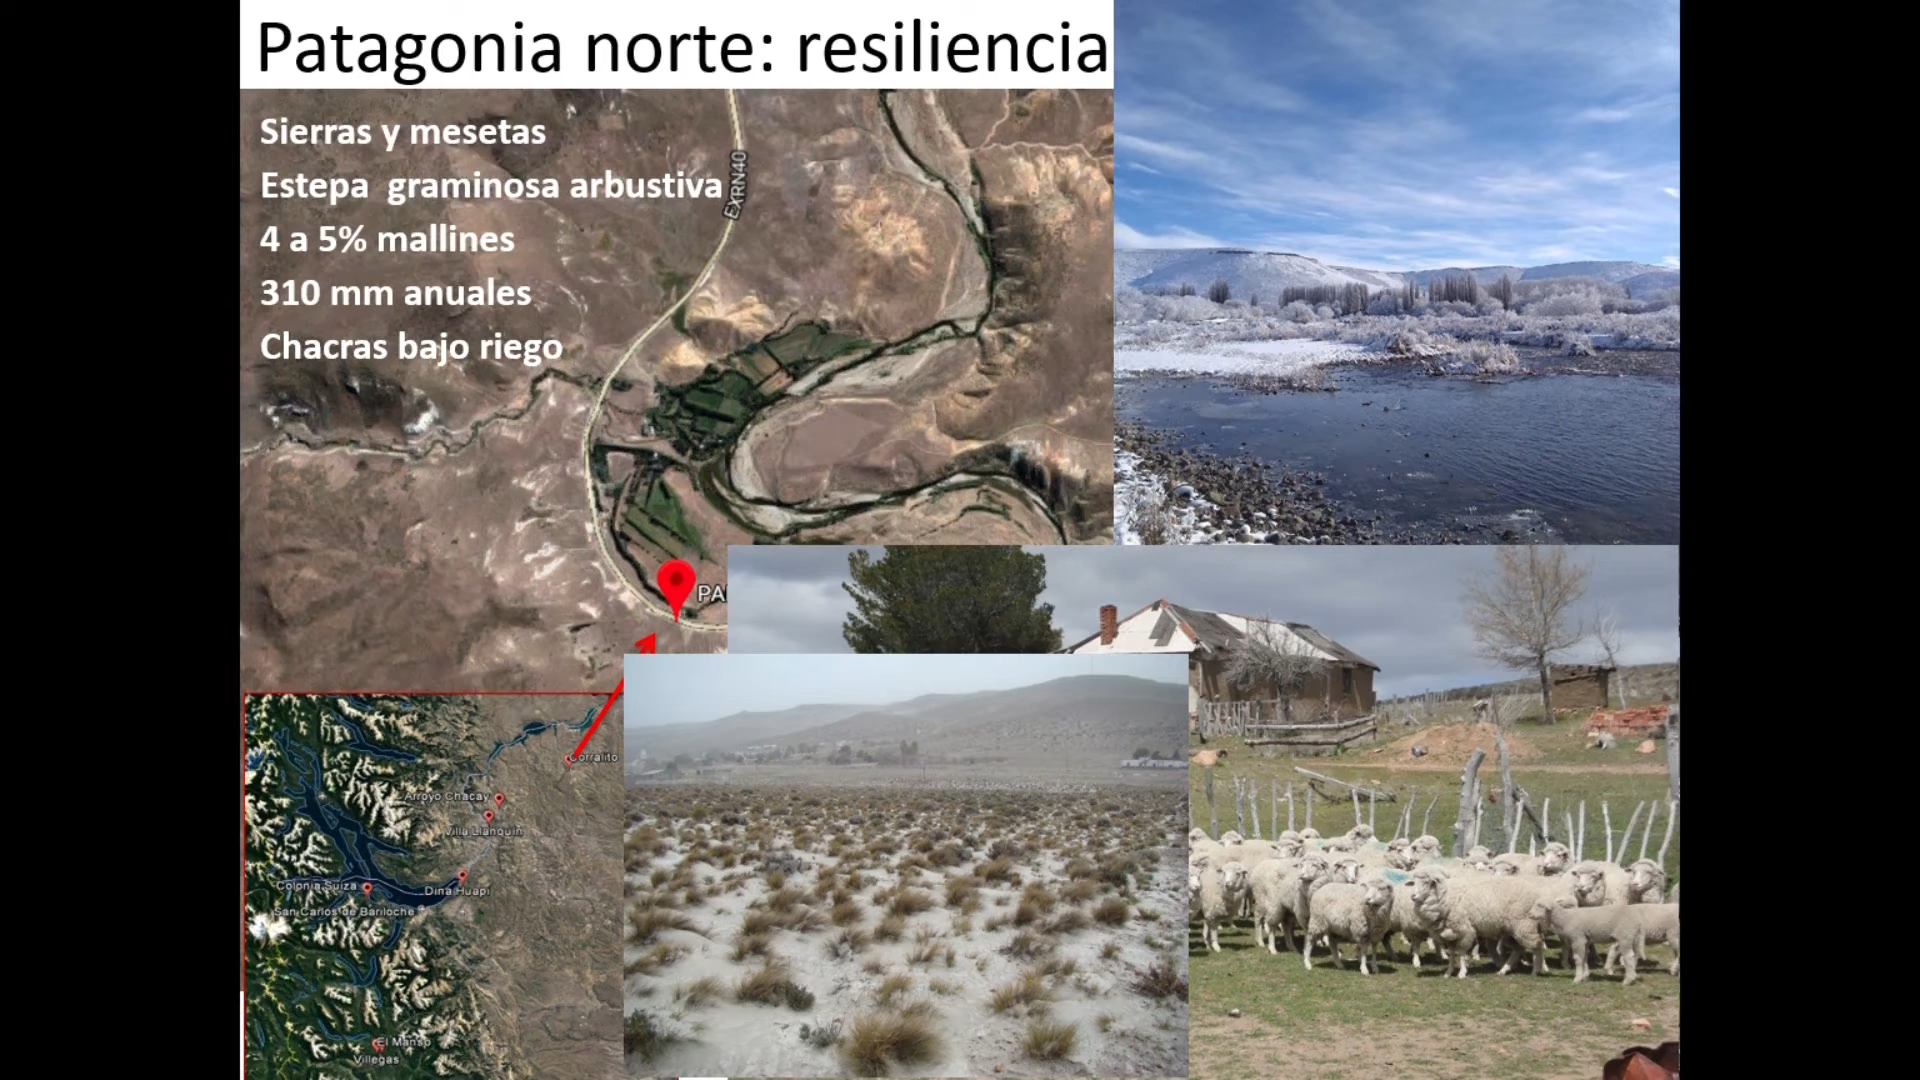 Patagonia norte: resiliencia
Sierras y mesetas
Estepa graminosa arbustiva
4 a 5% mallines
310 mm anuales
Chacras bajo riego
EXRN40
PA
Corralito
Arroyo Chacay
Villa Llanquin
Colonia Suiza
Dina Huapi
San Carlos de Bariloche
El Manso
Villegas